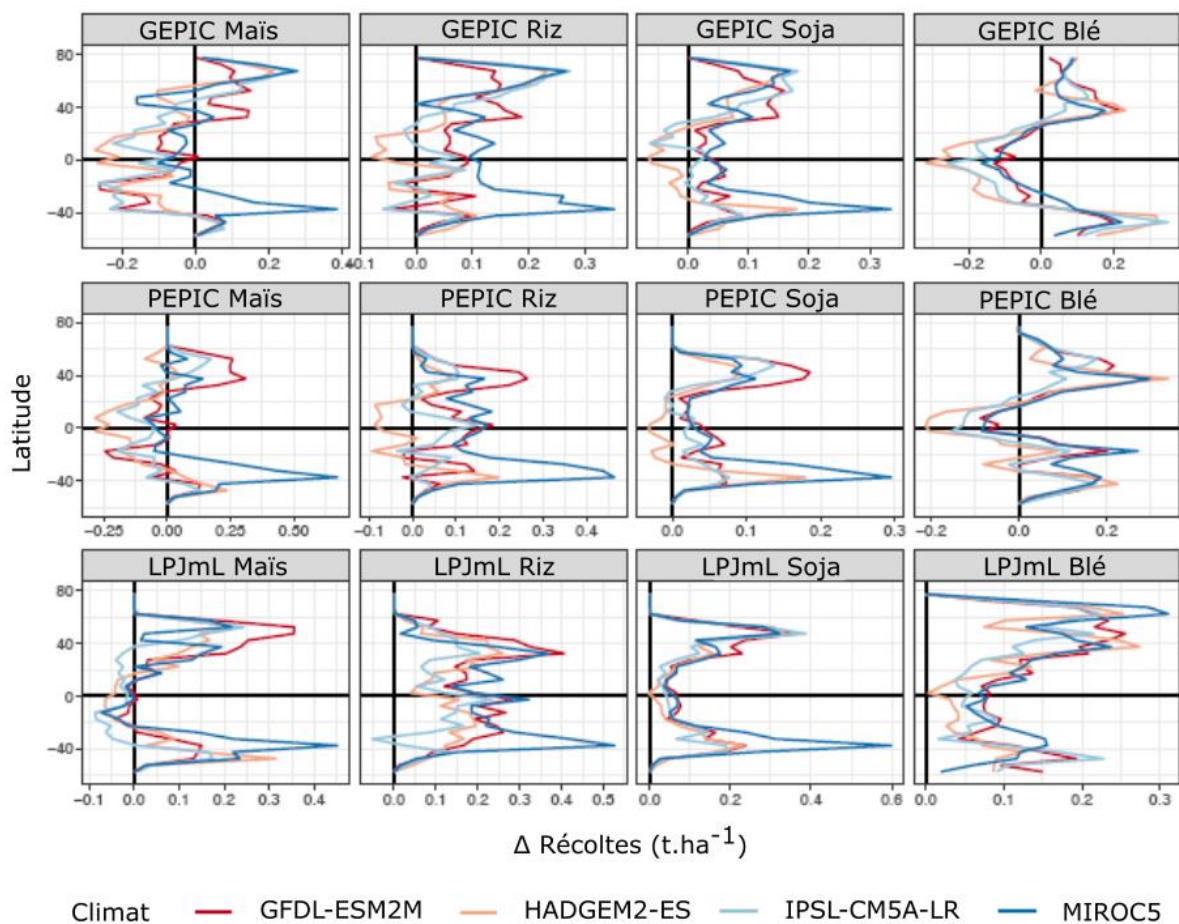 GEPIC Maïs GEPIC Riz GEPIC Soja GEPIC Blé
80
40
0
−40
−0.2 0.0 0.2 0.4 −0.1 0.0 0.1 0.2 0.3 0.0 0.1 0.2 0.3 −0.2 0.0 0.2
PEPIC Maïs PEPIC Riz PEPIC Soja PEPIC Blé
80
40
0
−40
−0.25 0.00 0.25 0.50 0.0 0.2 0.4 0.0 0.1 0.2 0.3 −0.2 0.0 0.2
LPJmL Maïs LPJmL Riz LPJmL Soja LPJmL Blé
80
40
0
−40
−0.1 0.0 0.1 0.2 0.3 0.4 0.0 0.1 0.2 0.3 0.5 0.0 0.2 0.4 0.6 0.0 0.1 0.2 0.3
Latitude
Δ Récoltes (t.ha⁻¹)
Climat GFDL-ESM2M HADGEM2-ES IPSL-CM5A-LR MIROC5